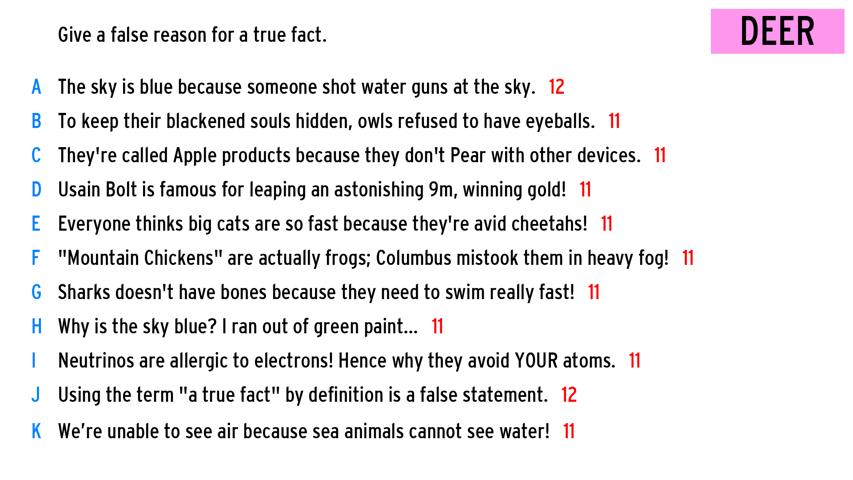 Give a false reason for a true fact.
DEER
A The sky is blue because someone shot water guns at the sky. 12
B To keep their blackened souls hidden, owls refused to have eyeballs. 11
C They're called Apple products because they don't Pear with other devices. 11
D Usain Bolt is famous for leaping an astonishing 9m, winning gold! 11
E Everyone thinks big cats are so fast because they're avid cheetahs! 11
F "Mountain Chickens" are actually frogs; Columbus mistook them in heavy fog! 11
G Sharks doesn't have bones because they need to swim really fast! 11
H Why is the sky blue? I ran out of green paint... 11
I Neutrinos are allergic to electrons! Hence why they avoid YOUR atoms. 11
J Using the term "a true fact" by definition is a false statement. 12
K We’re unable to see air because sea animals cannot see water! 11